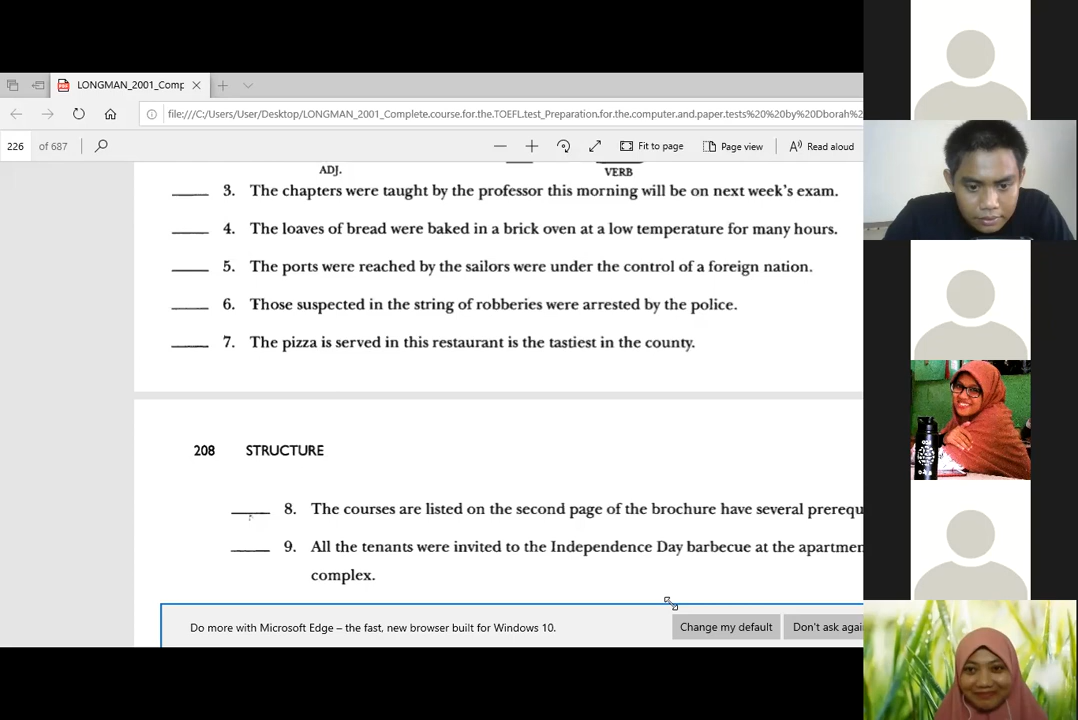 LONGMAN_2001_Comp
file:///C:/Users/User/Desktop/LONGMAN_2001_Complete.course.for.the.TOEFL.test_Preparation.for.the.computer.and.paper.tests%20%20by%20Dborah%2
226 of 687 Fit to page Page view Read aloud
ADJ. VERB
3. The chapters were taught by the professor this morning will be on next week's exam.
4. The loaves of bread were baked in a brick oven at a low temperature for many hours.
5. The ports were reached by the sailors were under the control of a foreign nation.
6. Those suspected in the string of robberies were arrested by the police.
7. The pizza is served in this restaurant is the tastiest in the county.
208 STRUCTURE
8. The courses are listed on the second page of the brochure have several prerequ
9. All the tenants were invited to the Independence Day barbecue at the apartmen
complex.
Do more with Microsoft Edge – the fast, new browser built for Windows 10. Change my default Don't ask agai